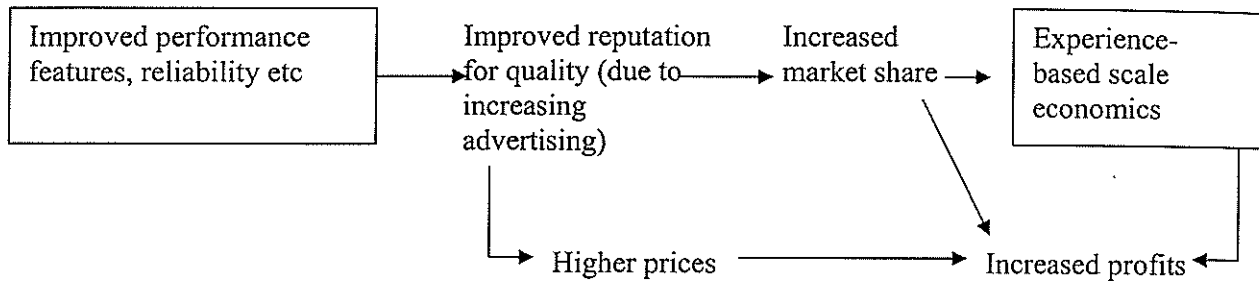 Improved performance
features, reliability etc
Improved reputation
for quality (due to
increasing
advertising)
Increased
market share
Experience-
based scale
economics
Higher prices
Increased profits